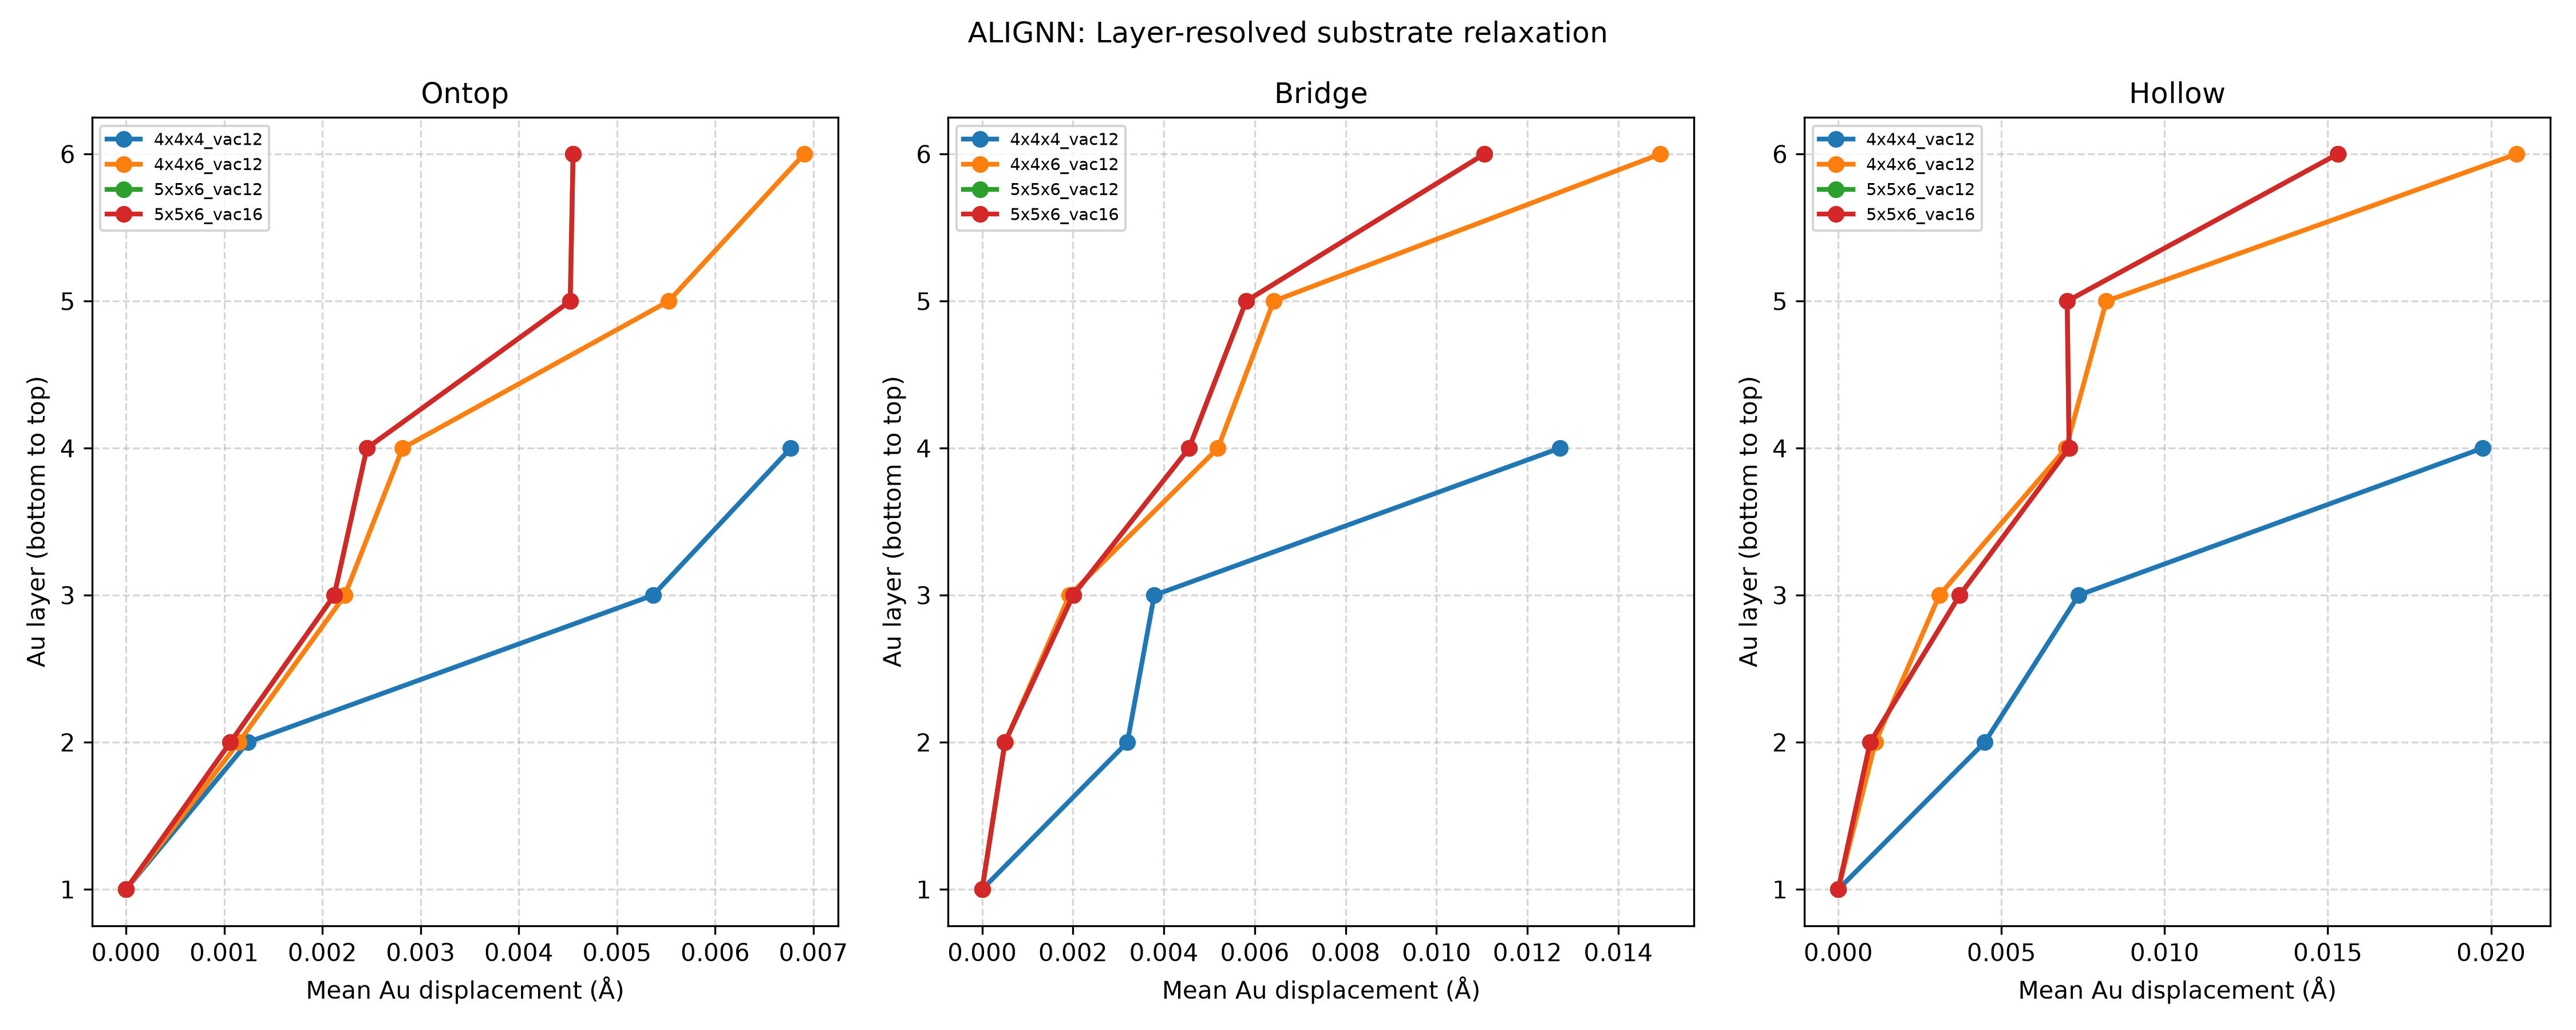 ALIGNN: Layer-resolved substrate relaxation
Ontop
4x4x4_vac12
4x4x6_vac12
5x5x6_vac12
5x5x6_vac16
6
5
4
3
2
1
Au layer (bottom to top)
0.000 0.001 0.002 0.003 0.004 0.005 0.006 0.007
Mean Au displacement (Å)
Bridge
4x4x4_vac12
4x4x6_vac12
5x5x6_vac12
5x5x6_vac16
6
5
4
3
2
1
Au layer (bottom to top)
0.000 0.002 0.004 0.006 0.008 0.010 0.012 0.014
Mean Au displacement (Å)
Hollow
4x4x4_vac12
4x4x6_vac12
5x5x6_vac12
5x5x6_vac16
6
5
4
3
2
1
Au layer (bottom to top)
0.000 0.005 0.010 0.015 0.020
Mean Au displacement (Å)